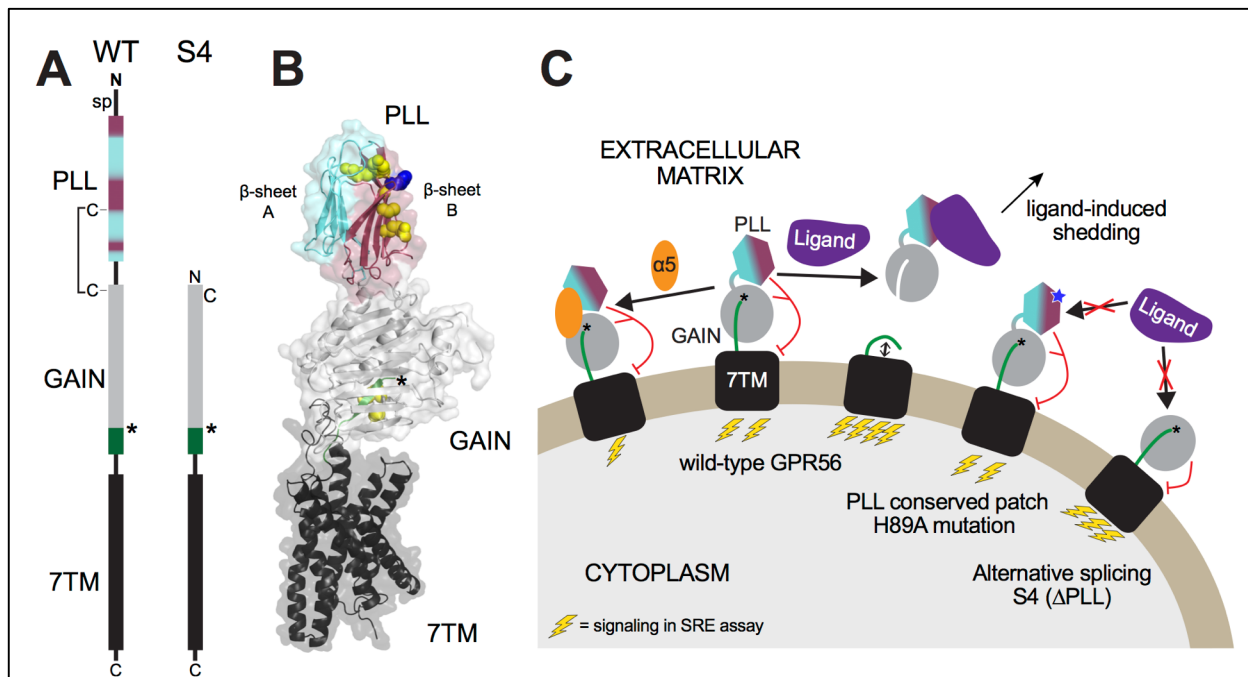 A
WT
S4
N
sp
PLL
C
C
GAIN
*
7TM
C
N
C
*
C
B
PLL
β-sheet
A
β-sheet
B
*
GAIN
7TM
C
EXTRACELLULAR
MATRIX
α5
*
PLL
*
GAIN
7TM
Ligand
ligand-induced
shedding
wild-type GPR56
*
Ligand
PLL conserved patch
H89A mutation
*
Alternative splicing
S4 (ΔPLL)
CYTOPLASM
= signaling in SRE assay